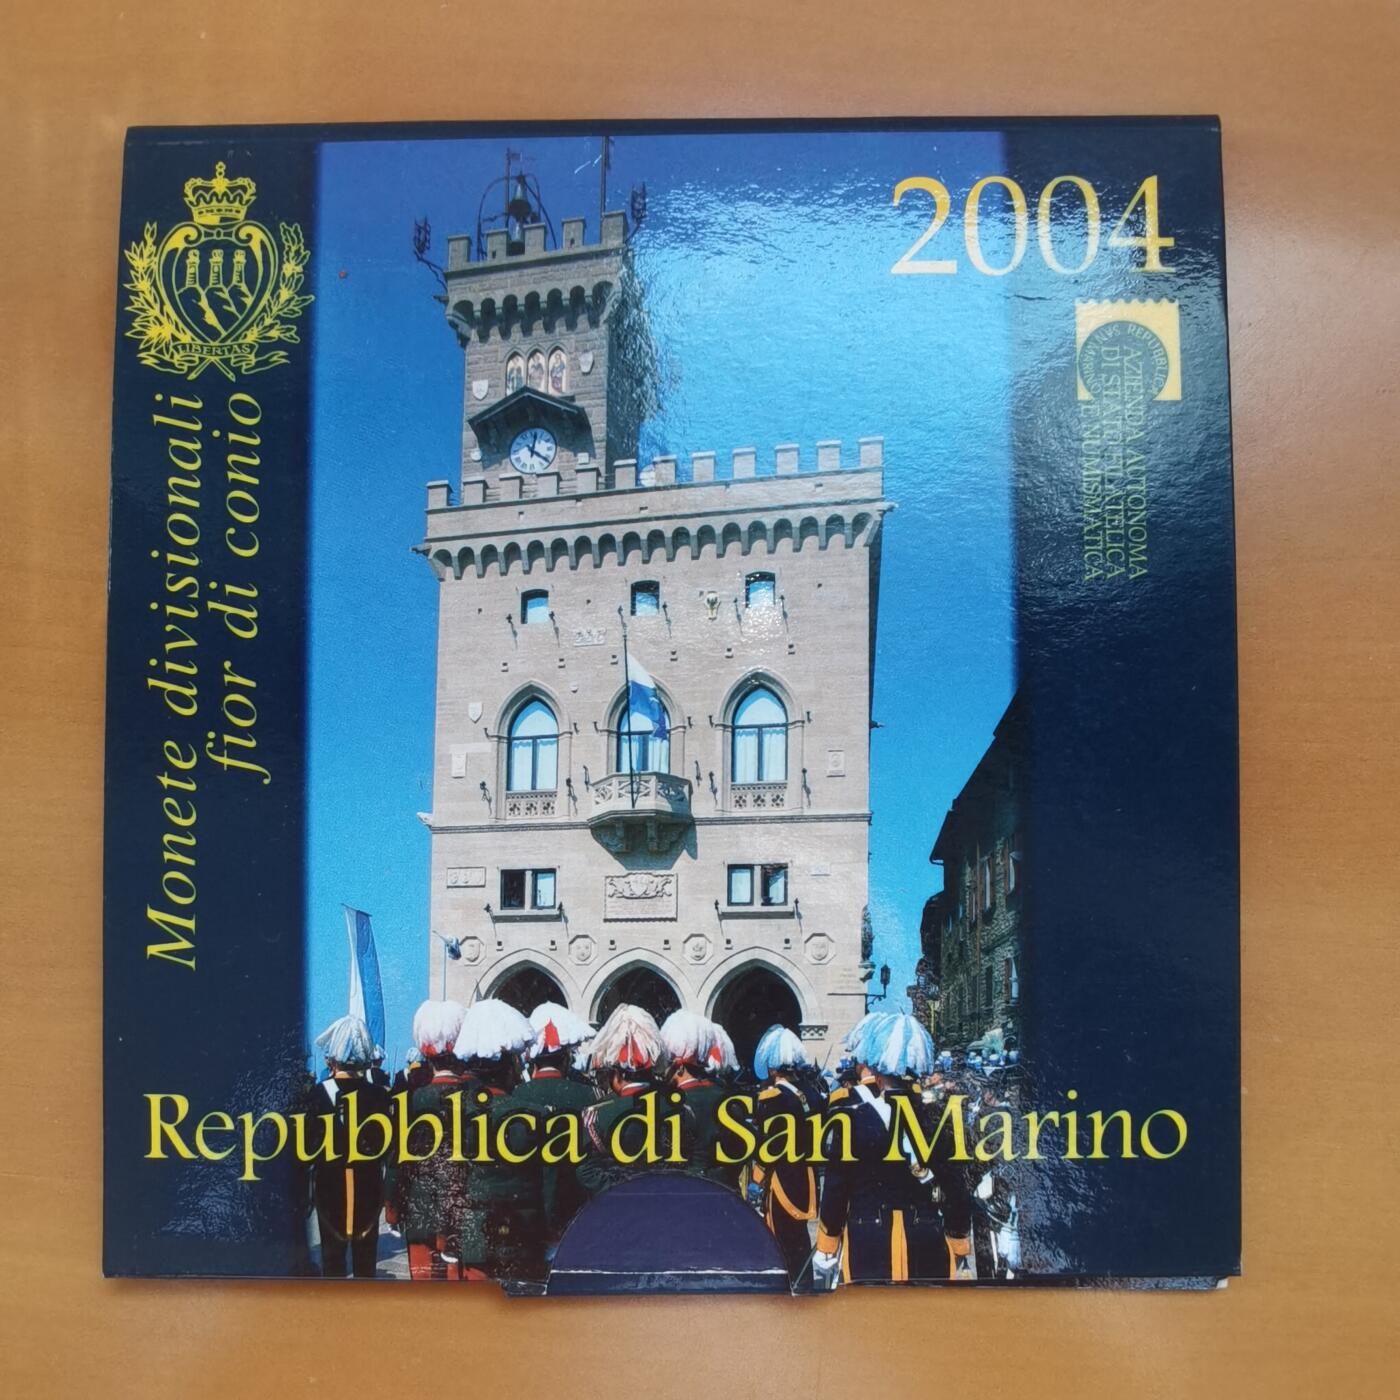 2004
LIBERTAS
Monete divisionali
fior di conio
AZIENDA AUTONOMA
DI STATO FILATELICA
E NUMISMATICA
Repubblica di San Marino